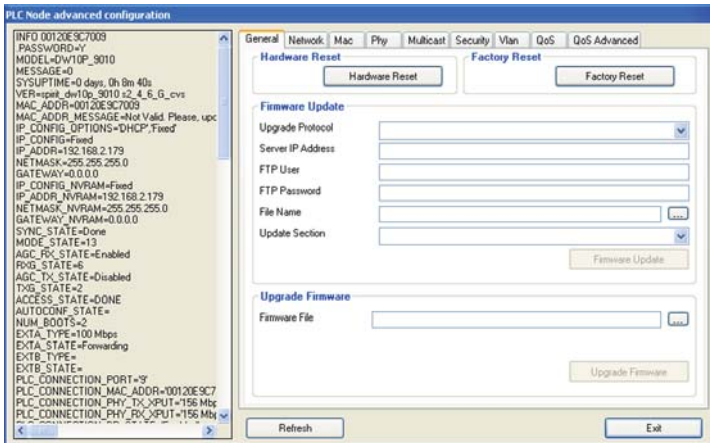 PLC Node advanced configuration
INFO 00120E9C7009
.PASSWORD=Y
MODEL=DW10P_9010
MESSAGE=0
SYSUPTIME=0 days, 0h 8m 40s
VER=spirit_dw10p_9010 s2_4_6_G_cvs
MAC_ADDR=00120E9C7009
MAC_ADDR_MESSAGE=Not Valid. Please, upc
IP_CONFIG_OPTIONS='DHCP','Fixed'
IP_CONFIG=Fixed
IP_ADDR=192.168.2.179
NETMASK=255.255.255.0
GATEWAY=0.0.0.0
IP_CONFIG_NVRAM=Fixed
IP_ADDR_NVRAM=192.168.2.179
NETMASK_NVRAM=255.255.255.0
GATEWAY_NVRAM=0.0.0.0
SYNC_STATE=Done
MODE_STATE=13
AGC_RX_STATE=Enabled
RXG_STATE=6
AGC_TX_STATE=Disabled
TXG_STATE=2
ACCESS_STATE=DONE
AUTOCONF_STATE=
NUM_BOOTS=2
EXTA_TYPE=100 Mbps
EXTA_STATE=Forwarding
EXTB_TYPE=
EXTB_STATE=
PLC_CONNECTION_PORT='9'
PLC_CONNECTION_MAC_ADDR='00120E9C7
PLC_CONNECTION_PHY_TX_XPUT='156 Mbp
PLC_CONNECTION_PHY_RX_XPUT='156 Mb
General Network Mac Phy Multicast Security Vlan QoS QoS Advanced
Hardware Reset
Hardware Reset
Factory Reset
Factory Reset
Firmware Update
Upgrade Protocol
Server IP Address
FTP User
FTP Password
File Name
...
Update Section
Firmware Update
Upgrade Firmware
Firmware File
...
Upgrade Firmware
Refresh
Exit